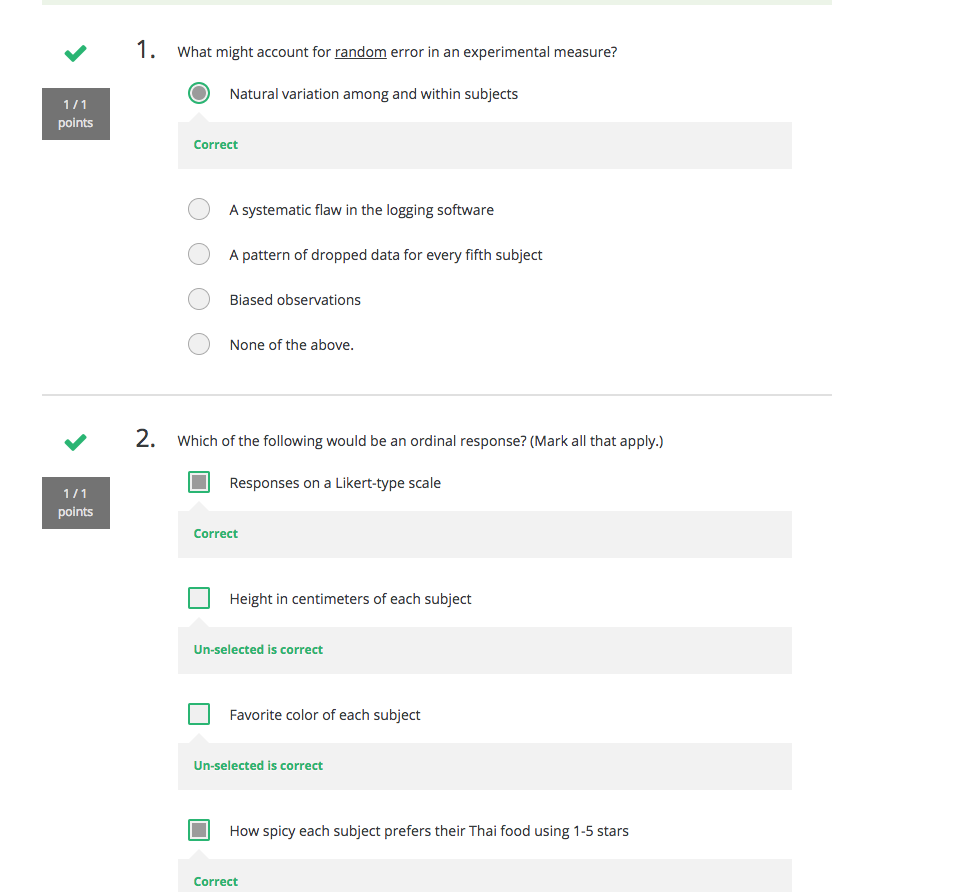 1. What might account for random error in an experimental measure?
1 / 1
points
Natural variation among and within subjects
Correct
A systematic flaw in the logging software
A pattern of dropped data for every fifth subject
Biased observations
None of the above.
2. Which of the following would be an ordinal response? (Mark all that apply.)
1 / 1
points
Responses on a Likert-type scale
Correct
Height in centimeters of each subject
Un-selected is correct
Favorite color of each subject
Un-selected is correct
How spicy each subject prefers their Thai food using 1-5 stars
Correct